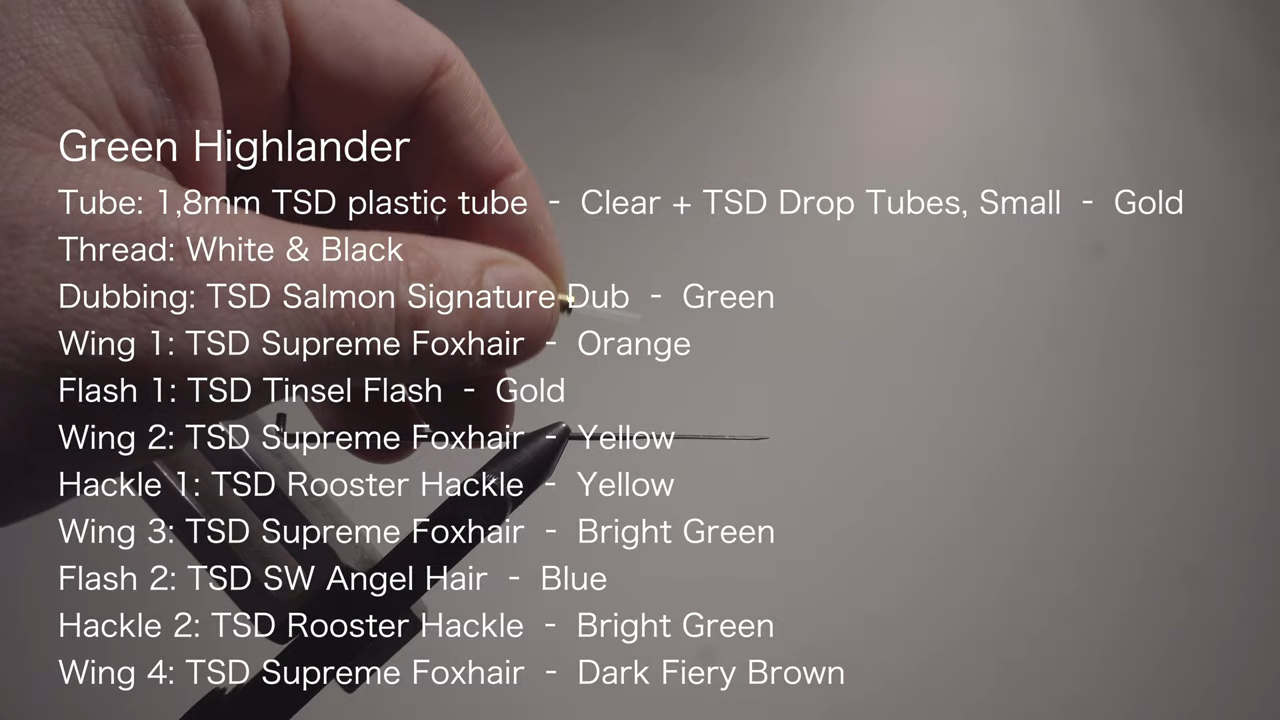 Green Highlander
Tube: 1,8mm TSD plastic tube - Clear + TSD Drop Tubes, Small - Gold
Thread: White & Black
Dubbing: TSD Salmon Signature Dub - Green
Wing 1: TSD Supreme Foxhair - Orange
Flash 1: TSD Tinsel Flash - Gold
Wing 2: TSD Supreme Foxhair - Yellow
Hackle 1: TSD Rooster Hackle - Yellow
Wing 3: TSD Supreme Foxhair - Bright Green
Flash 2: TSD SW Angel Hair - Blue
Hackle 2: TSD Rooster Hackle - Bright Green
Wing 4: TSD Supreme Foxhair - Dark Fiery Brown